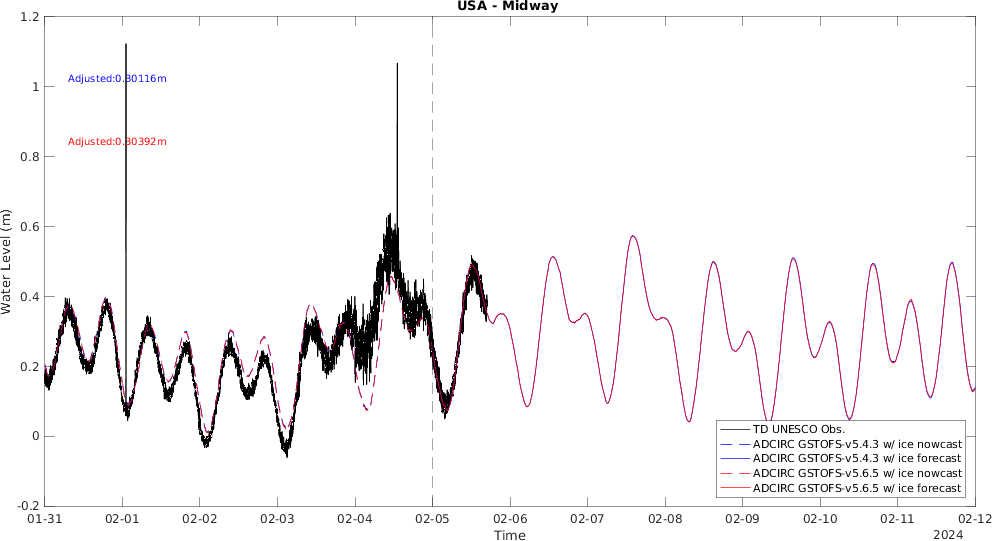 USA - Midway
1.2
1
0.8
0.6
0.4
0.2
0
-0.2
Water Level (m)
Adjusted:0.30116m
Adjusted:0.30392m
TD UNESCO Obs.
ADCIRC GSTOFS-v5.4.3 w/ ice nowcast
ADCIRC GSTOFS-v5.4.3 w/ ice forecast
ADCIRC GSTOFS-v5.6.5 w/ ice nowcast
ADCIRC GSTOFS-v5.6.5 w/ ice forecast
01-31 02-01 02-02 02-03 02-04 02-05 02-06 02-07 02-08 02-09 02-10 02-11 02-12
Time
2024